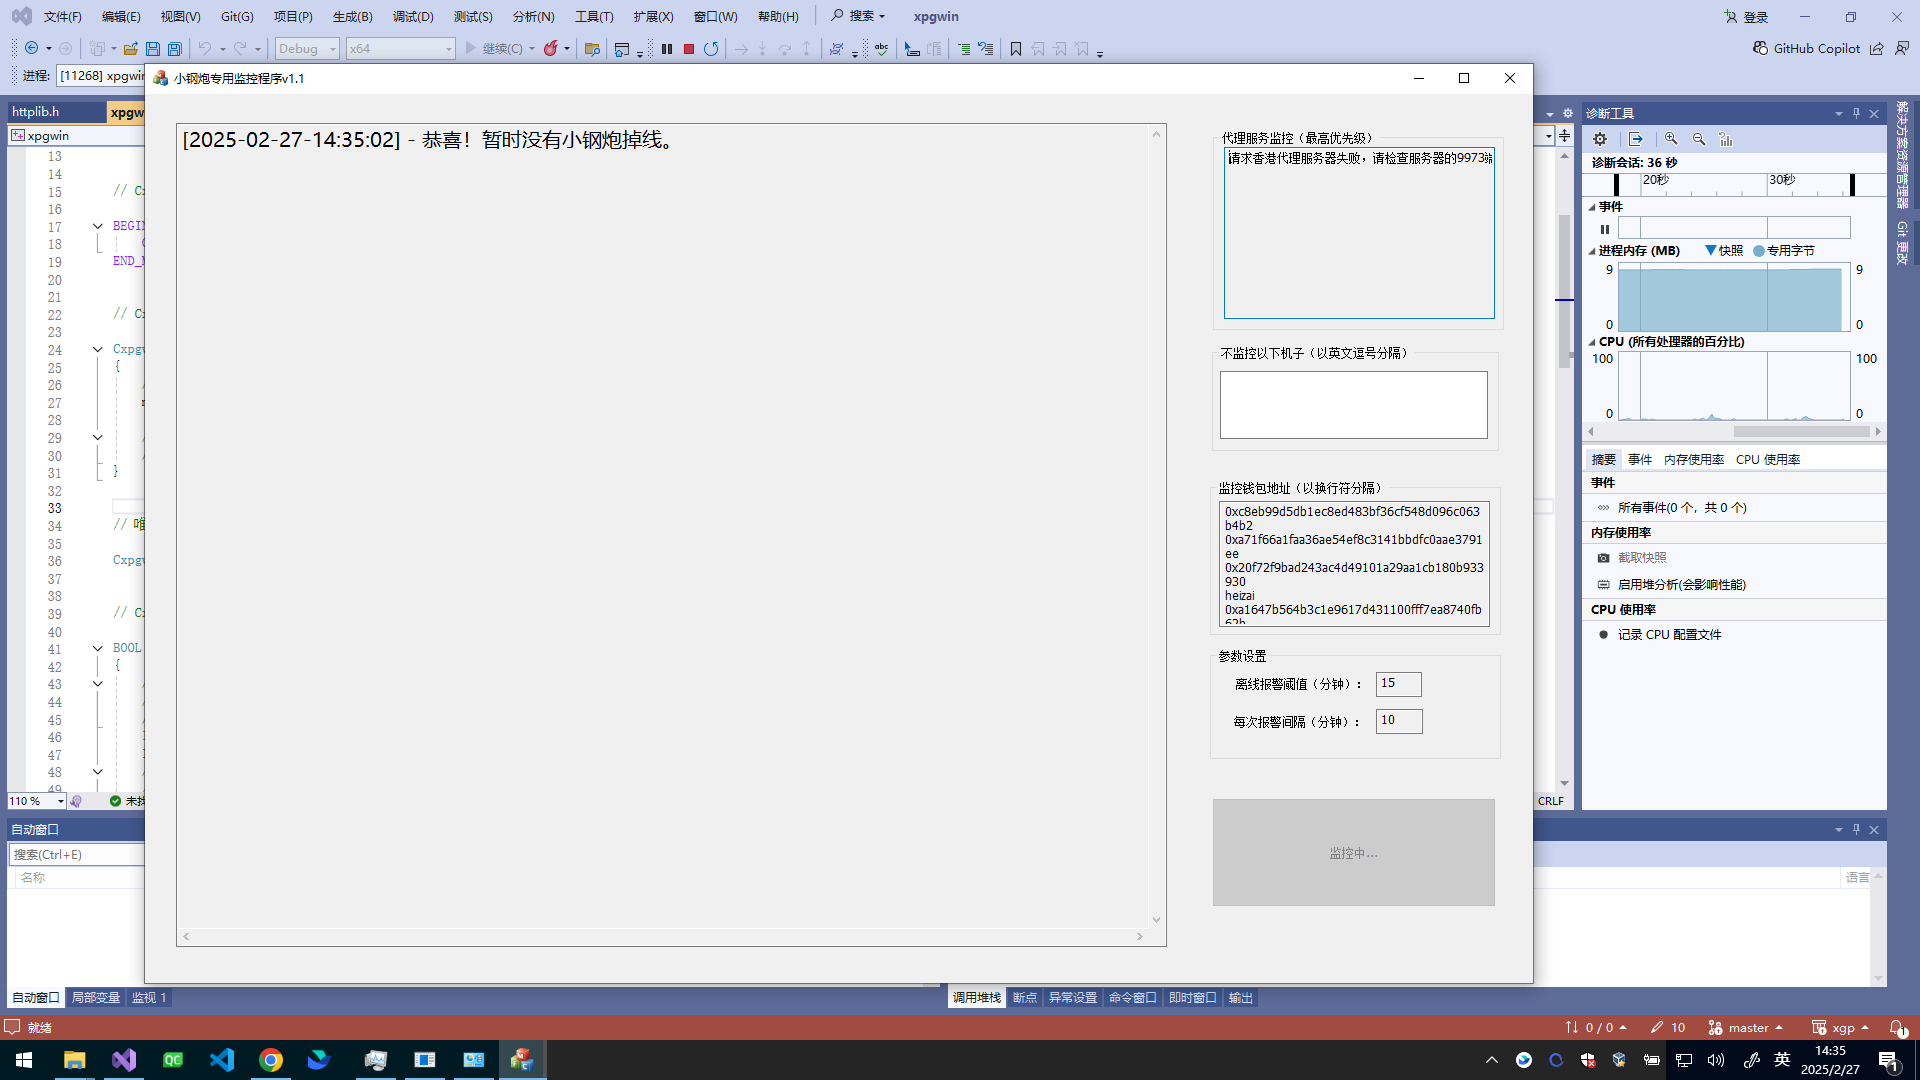 文件(F) 编辑(E) 视图(V) Git(G) 项目(P) 生成(B) 调试(D) 测试(S) 分析(N) 工具(T) 扩展(X) 窗口(W) 帮助(H) 搜索 xpgwin 登录
Debug x64 继续(C) GitHub Copilot
进程: [11268] xpgwin
小钢炮专用监控程序v1.1
httplib.h
xpgwin
[2025-02-27-14:35:02] - 恭喜！暂时没有小钢炮掉线。
代理服务监控（最高优先级）
请求香港代理服务器失败，请检查服务器的9973端
不监控以下机子（以英文逗号分隔）
监控钱包地址（以换行符分隔）
0xc8eb99d5db1ec8ed483bf36cf548d096c063
b4b2
0xa71f66a1faa36ae54ef8c3141bbdfc0aae3791
ee
0x20f72f9bad243ac4d49101a29aa1cb180b933
930
heizai
0xa1647b564b3c1e9617d431100fff7ea8740fb
62b
参数设置
离线报警阈值（分钟）： 15
每次报警间隔（分钟）： 10
监控中...
13
14
15 // Cx
16
17 BEGIN
18
19 END_M
20
21
22 // Cx
23
24 Cxpgw
25 {
26
27
28
29
30
31 }
32
33
34 // 唯
35
36 Cxpgw
37
38
39 // Cx
40
41 BOOL
42 {
43
44
45
46
47
48
49
110 % 未找 CRLF
诊断工具
诊断会话: 36 秒
20秒 30秒
事件
进程内存 (MB) 快照 专用字节
9 9
0 0
CPU (所有处理器的百分比)
100 100
0 0
摘要 事件 内存使用率 CPU 使用率
事件
所有事件(0 个，共 0 个)
内存使用率
截取快照
启用堆分析(会影响性能)
CPU 使用率
记录 CPU 配置文件
解决方案资源管理器
Git 更改
自动窗口
搜索(Ctrl+E)
名称 语言
自动窗口 局部变量 监视 1
调用堆栈 断点 异常设置 命令窗口 即时窗口 输出
就绪 0 / 0 10 master xgp 1
英 14:35
2025/2/27 1